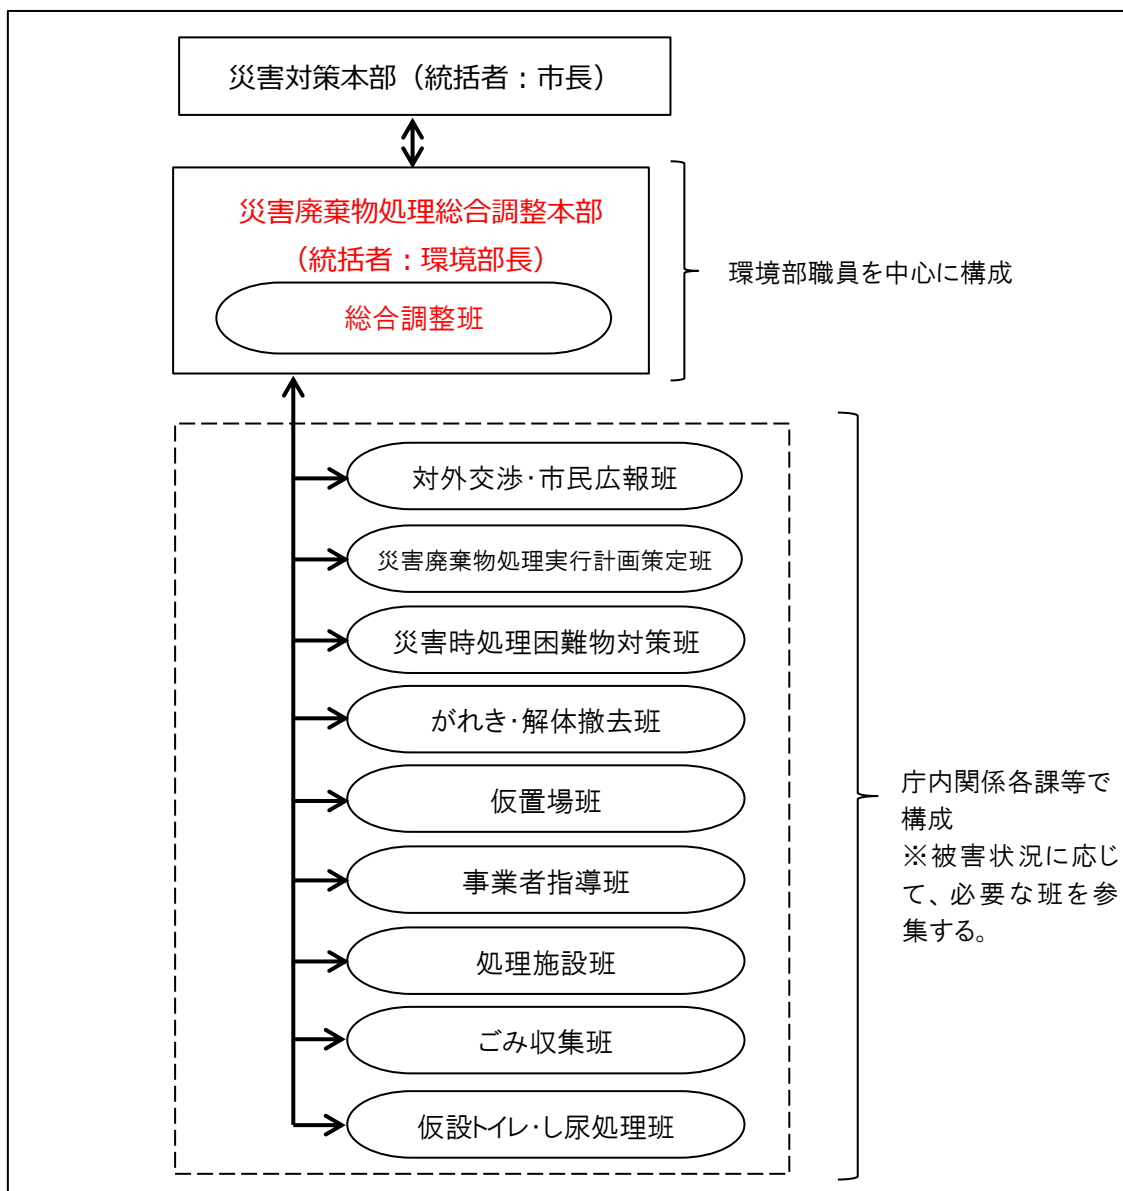 災害対策本部（統括者：市長）
災害廃棄物処理総合調整本部
（統括者：環境部長）
総合調整班
環境部職員を中心に構成
対外交渉・市民広報班
災害廃棄物処理実行計画策定班
災害時処理困難物対策班
がれき・解体撤去班
仮置場班
事業者指導班
処理施設班
ごみ収集班
仮設トイレ・し尿処理班
庁内関係各課等で
構成
※被害状況に応じ
て、必要な班を参
集する。